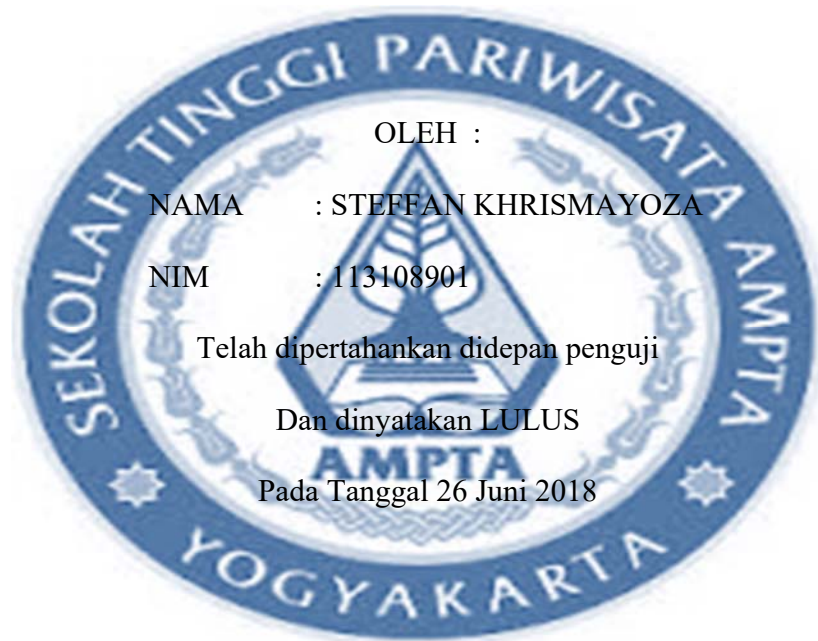 SEKOLAH TINGGI PARIWISATA AMPTA
OLEH :
NAMA : STEFFAN KHRISMAYOZA
NIM : 113108901
Telah dipertahankan didepan penguji
Dan dinyatakan LULUS
AMPTA
Pada Tanggal 26 Juni 2018
YOGYAKARTA